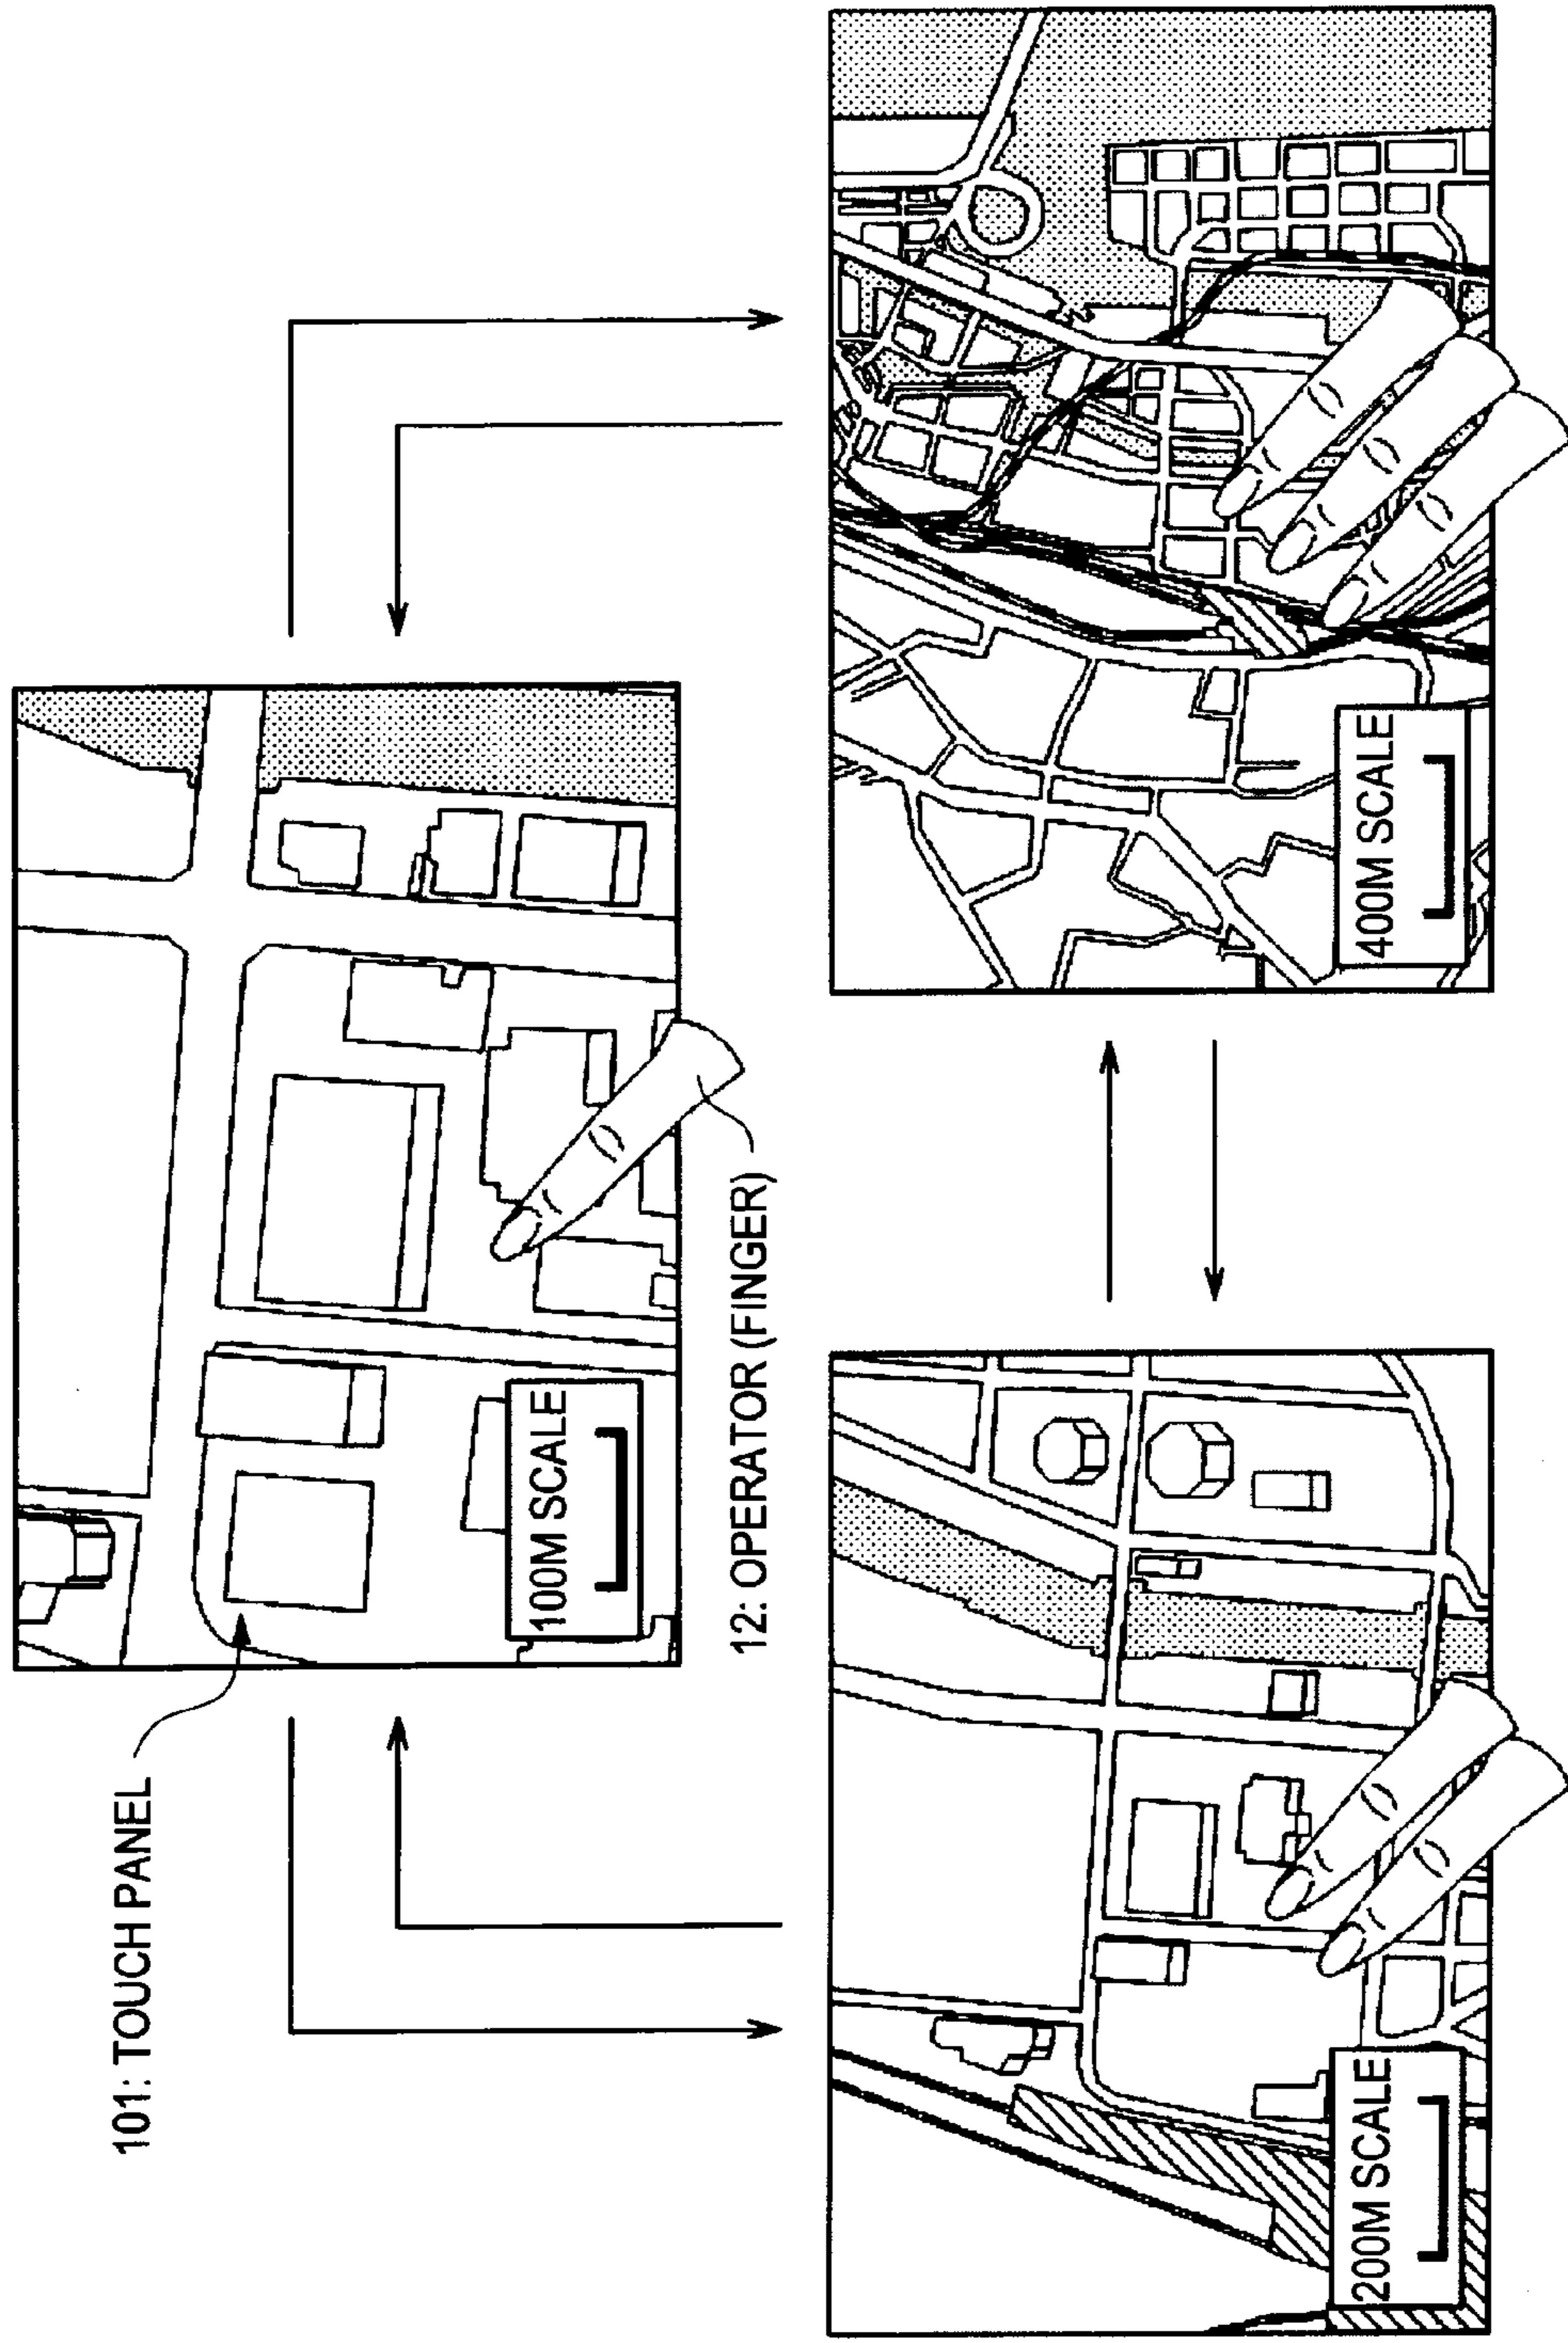 101: TOUCH PANEL
100M SCALE
12: OPERATOR (FINGER)
200M SCALE
400M SCALE